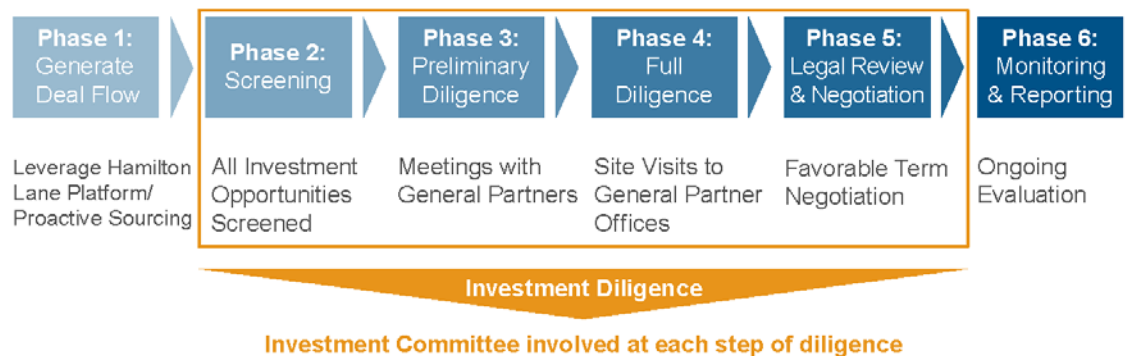 Phase 1:
Generate
Deal Flow
Phase 2:
Screening
Phase 3:
Preliminary
Diligence
Phase 4:
Full
Diligence
Phase 5:
Legal Review
& Negotiation
Phase 6:
Monitoring
& Reporting
Leverage Hamilton
Lane Platform/
Proactive Sourcing
All Investment
Opportunities
Screened
Meetings with
General Partners
Site Visits to
General Partner
Offices
Favorable Term
Negotiation
Ongoing
Evaluation
Investment Diligence
Investment Committee involved at each step of diligence